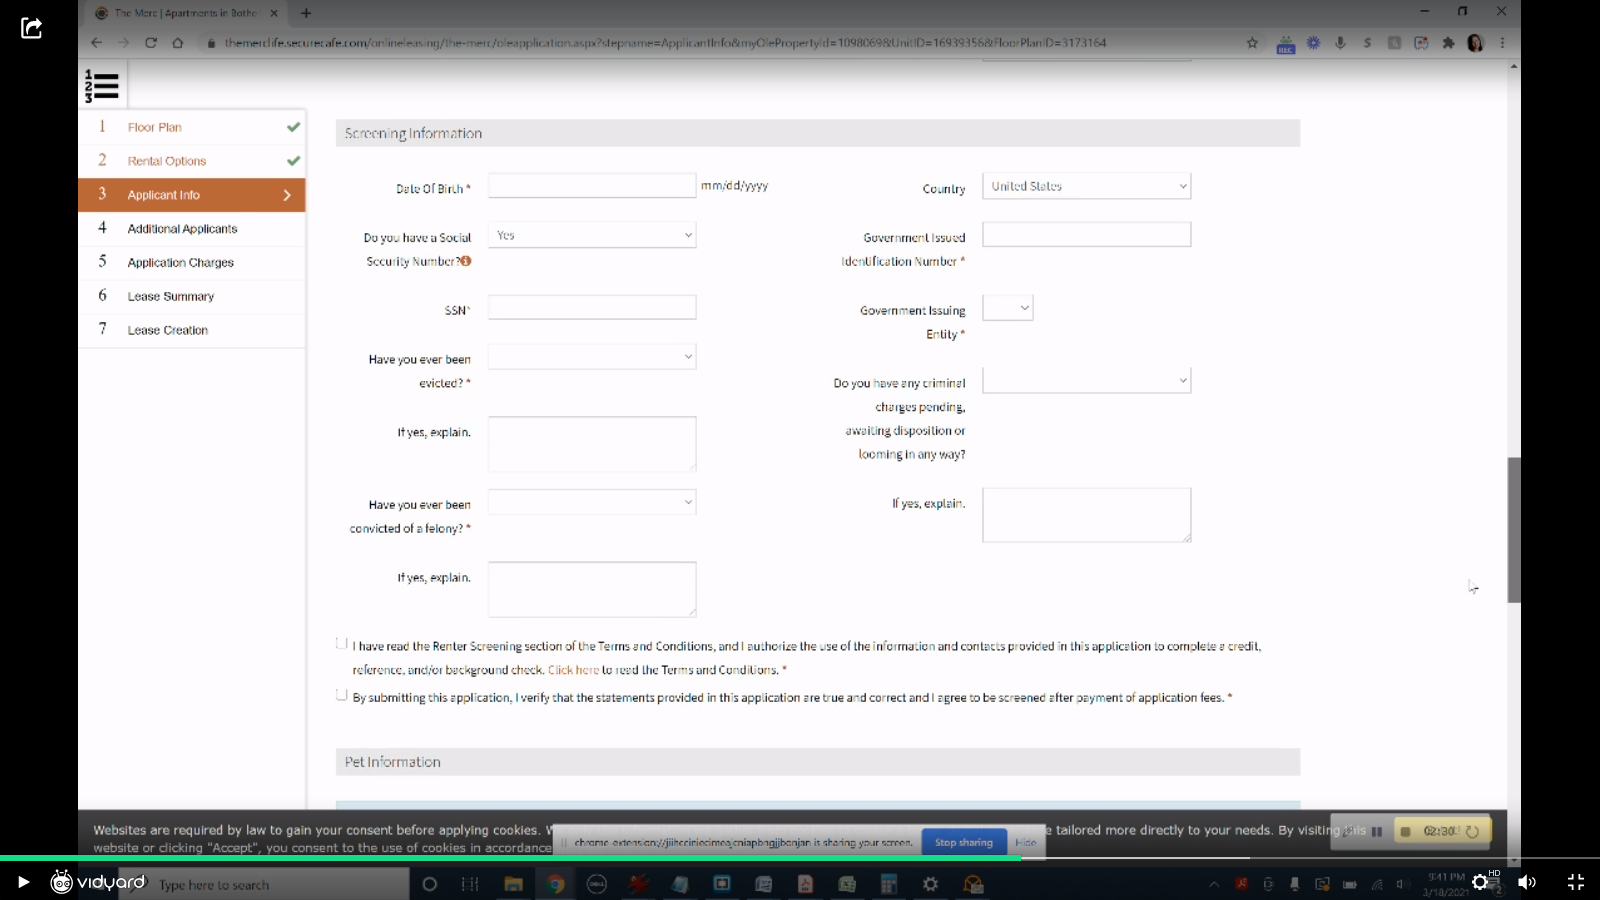 The Merc | Apartments in Bothe
themerclife.securecafe.com/onlineleasing/the-merc/oleapplication.aspx?stepname=ApplicantInfo&myOlePropertyId=1098069&UnitID=16939356&FloorPlanID=3173164
REC
1 Floor Plan
2 Rental Options
3 Applicant Info
4 Additional Applicants
5 Application Charges
6 Lease Summary
7 Lease Creation
Screening Information
Date Of Birth * mm/dd/yyyy
Country United States
Do you have a Social Security Number? Yes
Government Issued Identification Number *
SSN*
Government Issuing Entity *
Have you ever been evicted? *
Do you have any criminal charges pending, awaiting disposition or looming in any way?
If yes, explain.
Have you ever been convicted of a felony? *
If yes, explain.
If yes, explain.
I have read the Renter Screening section of the Terms and Conditions, and I authorize the use of the information and contacts provided in this application to complete a credit,
reference, and/or background check. Click here to read the Terms and Conditions. *
By submitting this application, I verify that the statements provided in this application are true and correct and I agree to be screened after payment of application fees. *
Pet Information
Websites are required by law to gain your consent before applying cookies. W
e tailored more directly to your needs. By visiting this
website or clicking "Accept", you consent to the use of cookies in accordance
is sharing your screen.
Stop sharing
Hide
02:30
vidyard
Type here to search
DELL
9:41 PM
3/18/2021
HD